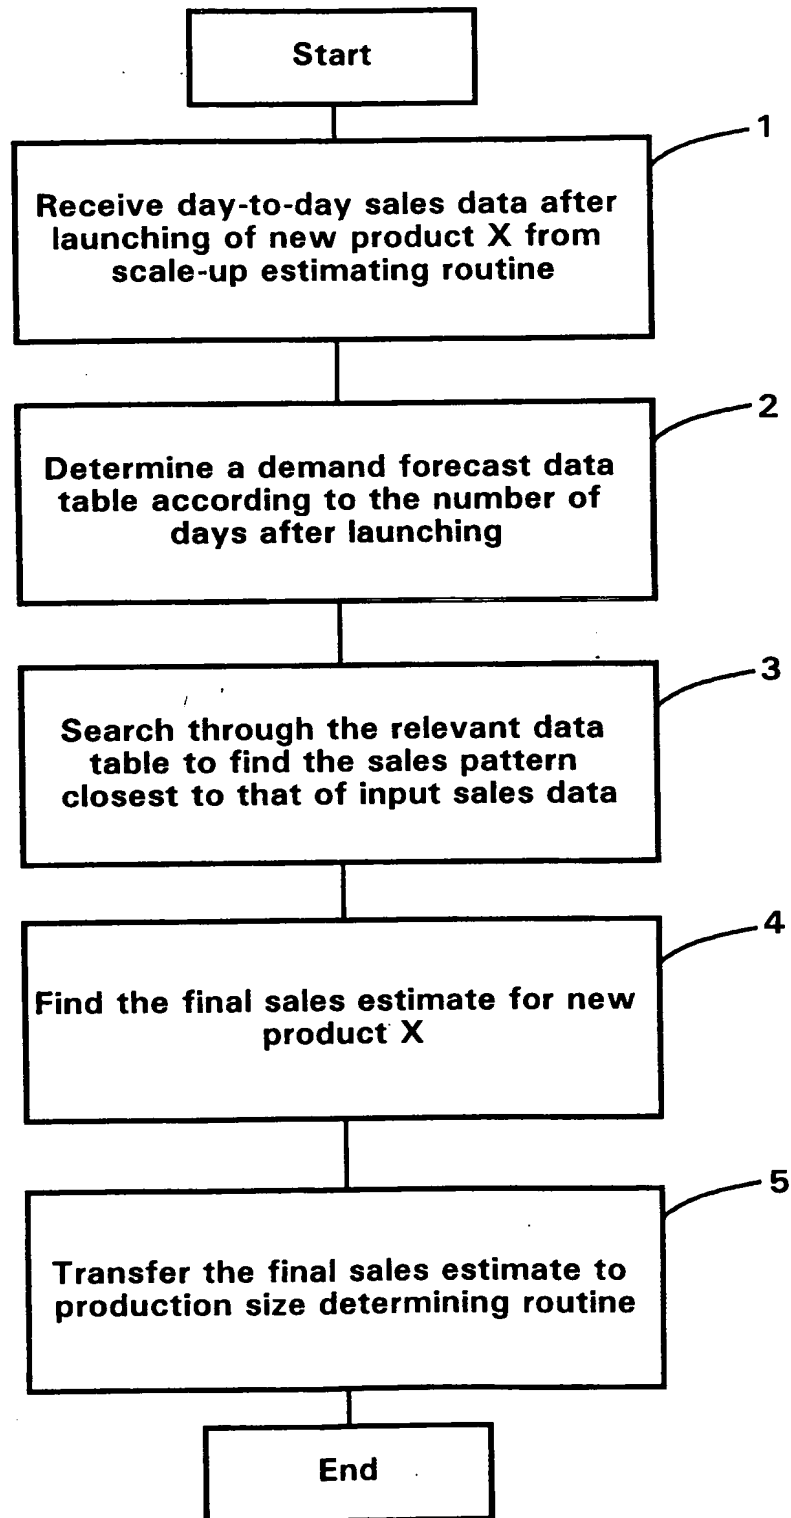 Start
1
Receive day-to-day sales data after
launching of new product X from
scale-up estimating routine
2
Determine a demand forecast data
table according to the number of
days after launching
3
Search through the relevant data
table to find the sales pattern
closest to that of input sales data
4
Find the final sales estimate for new
product X
5
Transfer the final sales estimate to
production size determining routine
End